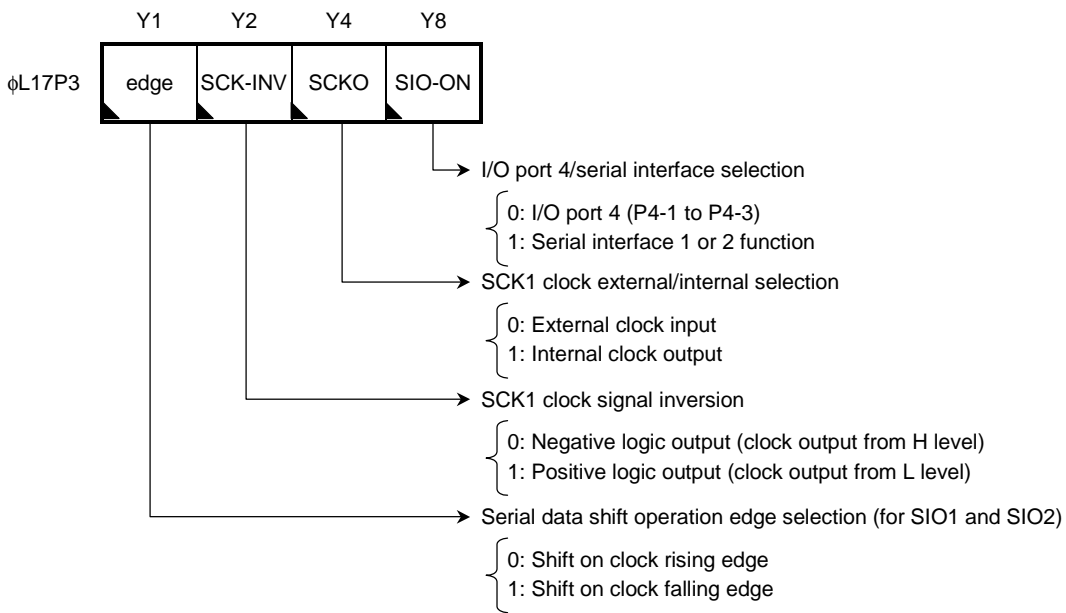 Y1 Y2 Y4 Y8
ϕL17P3 edge SCK-INV SCKO SIO-ON
I/O port 4/serial interface selection
0: I/O port 4 (P4-1 to P4-3)
1: Serial interface 1 or 2 function
SCK1 clock external/internal selection
0: External clock input
1: Internal clock output
SCK1 clock signal inversion
0: Negative logic output (clock output from H level)
1: Positive logic output (clock output from L level)
Serial data shift operation edge selection (for SIO1 and SIO2)
0: Shift on clock rising edge
1: Shift on clock falling edge